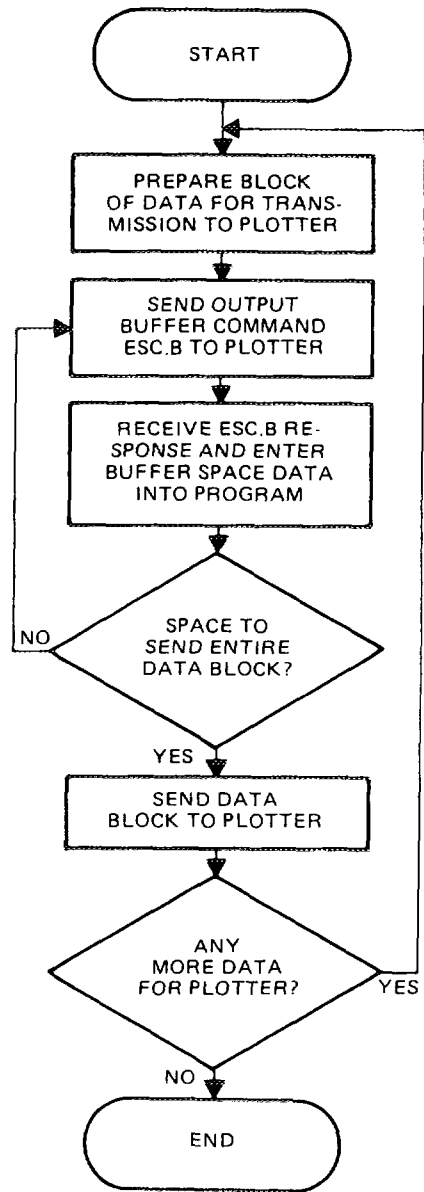 START
PREPARE BLOCK
OF DATA FOR TRANS-
MISSION TO PLOTTER
SEND OUTPUT
BUFFER COMMAND
ESC.B TO PLOTTER
RECEIVE ESC.B RE-
SPONSE AND ENTER
BUFFER SPACE DATA
INTO PROGRAM
NO
SPACE TO
SEND ENTIRE
DATA BLOCK?
YES
SEND DATA
BLOCK TO PLOTTER
ANY
MORE DATA
FOR PLOTTER?
YES
NO
END